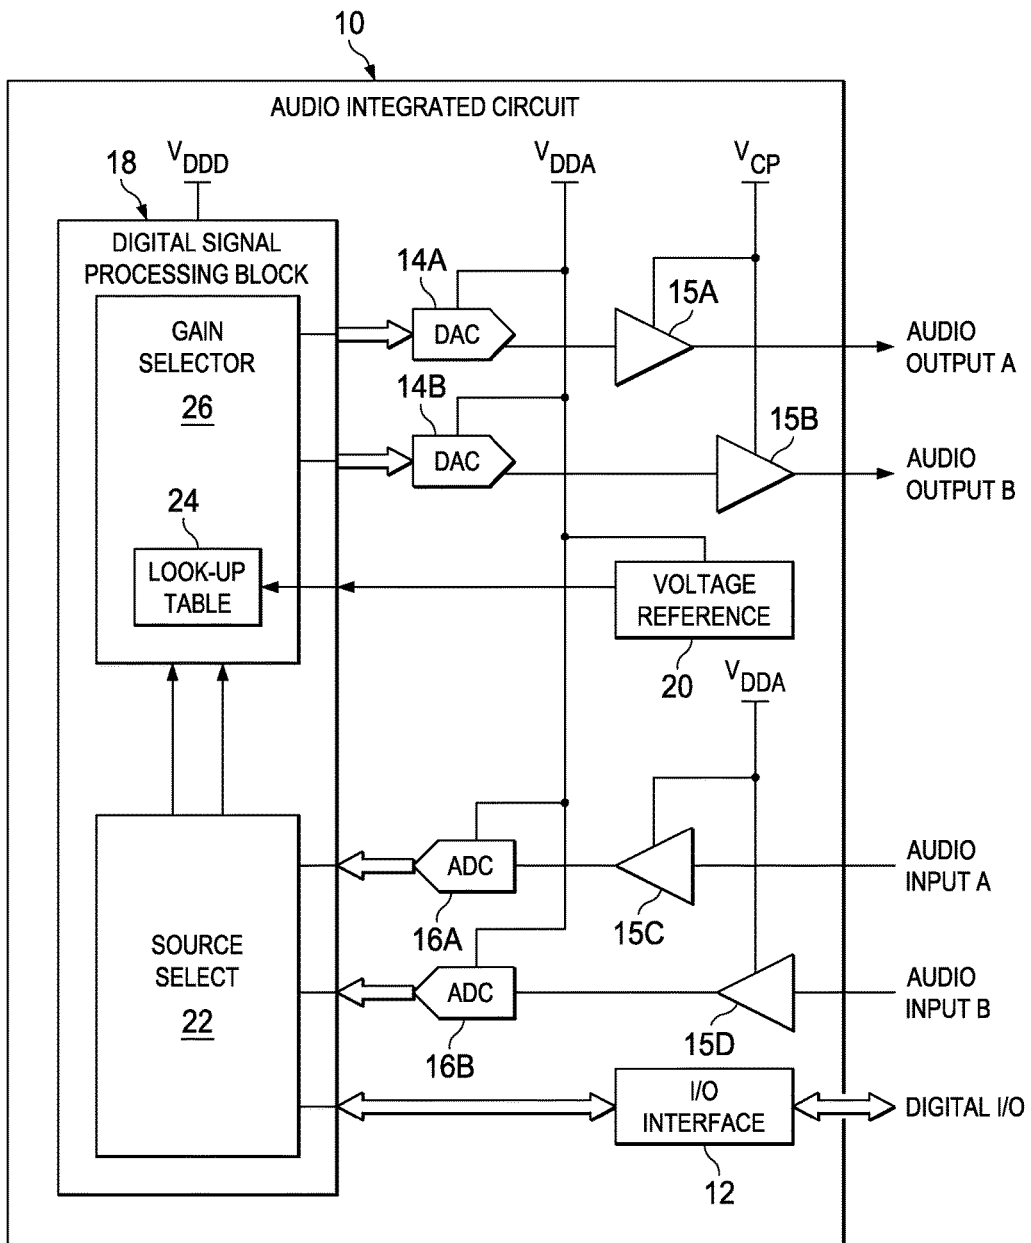 10
AUDIO INTEGRATED CIRCUIT
18
VDDD
VDDA
VCP
DIGITAL SIGNAL
PROCESSING BLOCK
14A
15A
GAIN
SELECTOR
26
DAC
AUDIO
OUTPUT A
14B
15B
DAC
AUDIO
OUTPUT B
24
LOOK-UP
TABLE
VOLTAGE
REFERENCE
20
VDDA
ADC
AUDIO
INPUT A
16A
15C
SOURCE
SELECT
22
ADC
AUDIO
INPUT B
16B
15D
I/O
INTERFACE
DIGITAL I/O
12